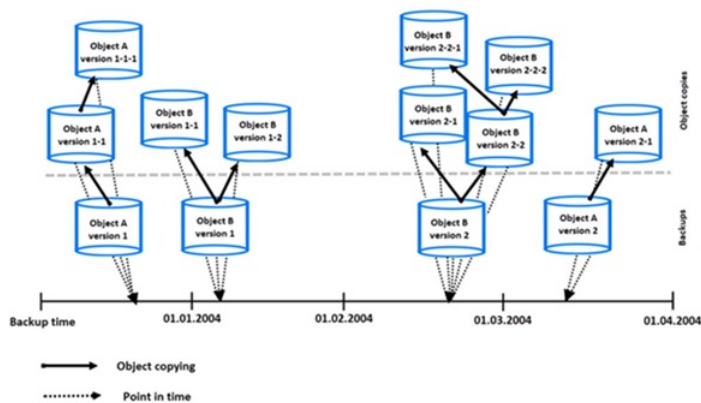 Object A
version 1-1-1
Object B
version 2-2-1
Object B
version 2-2-2
Object A
version 1-1
Object B
version 1-1
Object B
version 1-2
Object B
version 2-1
Object B
version 2-2
Object A
version 2-1
Object copies
Object A
version 1
Object B
version 1
Object B
version 2
Object A
version 2
Backups
Backup time
01.01.2004
01.02.2004
01.03.2004
01.04.2004
Object copying
Point in time